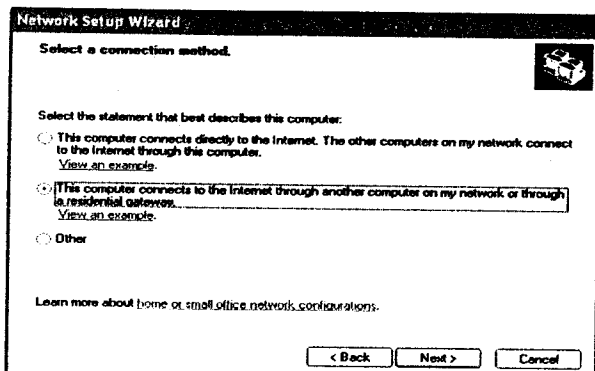 Network Setup Wizard
Select a connection method.
Select the statement that best describes this computer:
This computer connects directly to the Internet. The other computers on my network connect
to the Internet through this computer.
View an example.
This computer connects to the Internet through another computer on my network or through
a residential gateway.
View an example.
Other
Learn more about home or small office network configurations.
< Back Next > Cancel